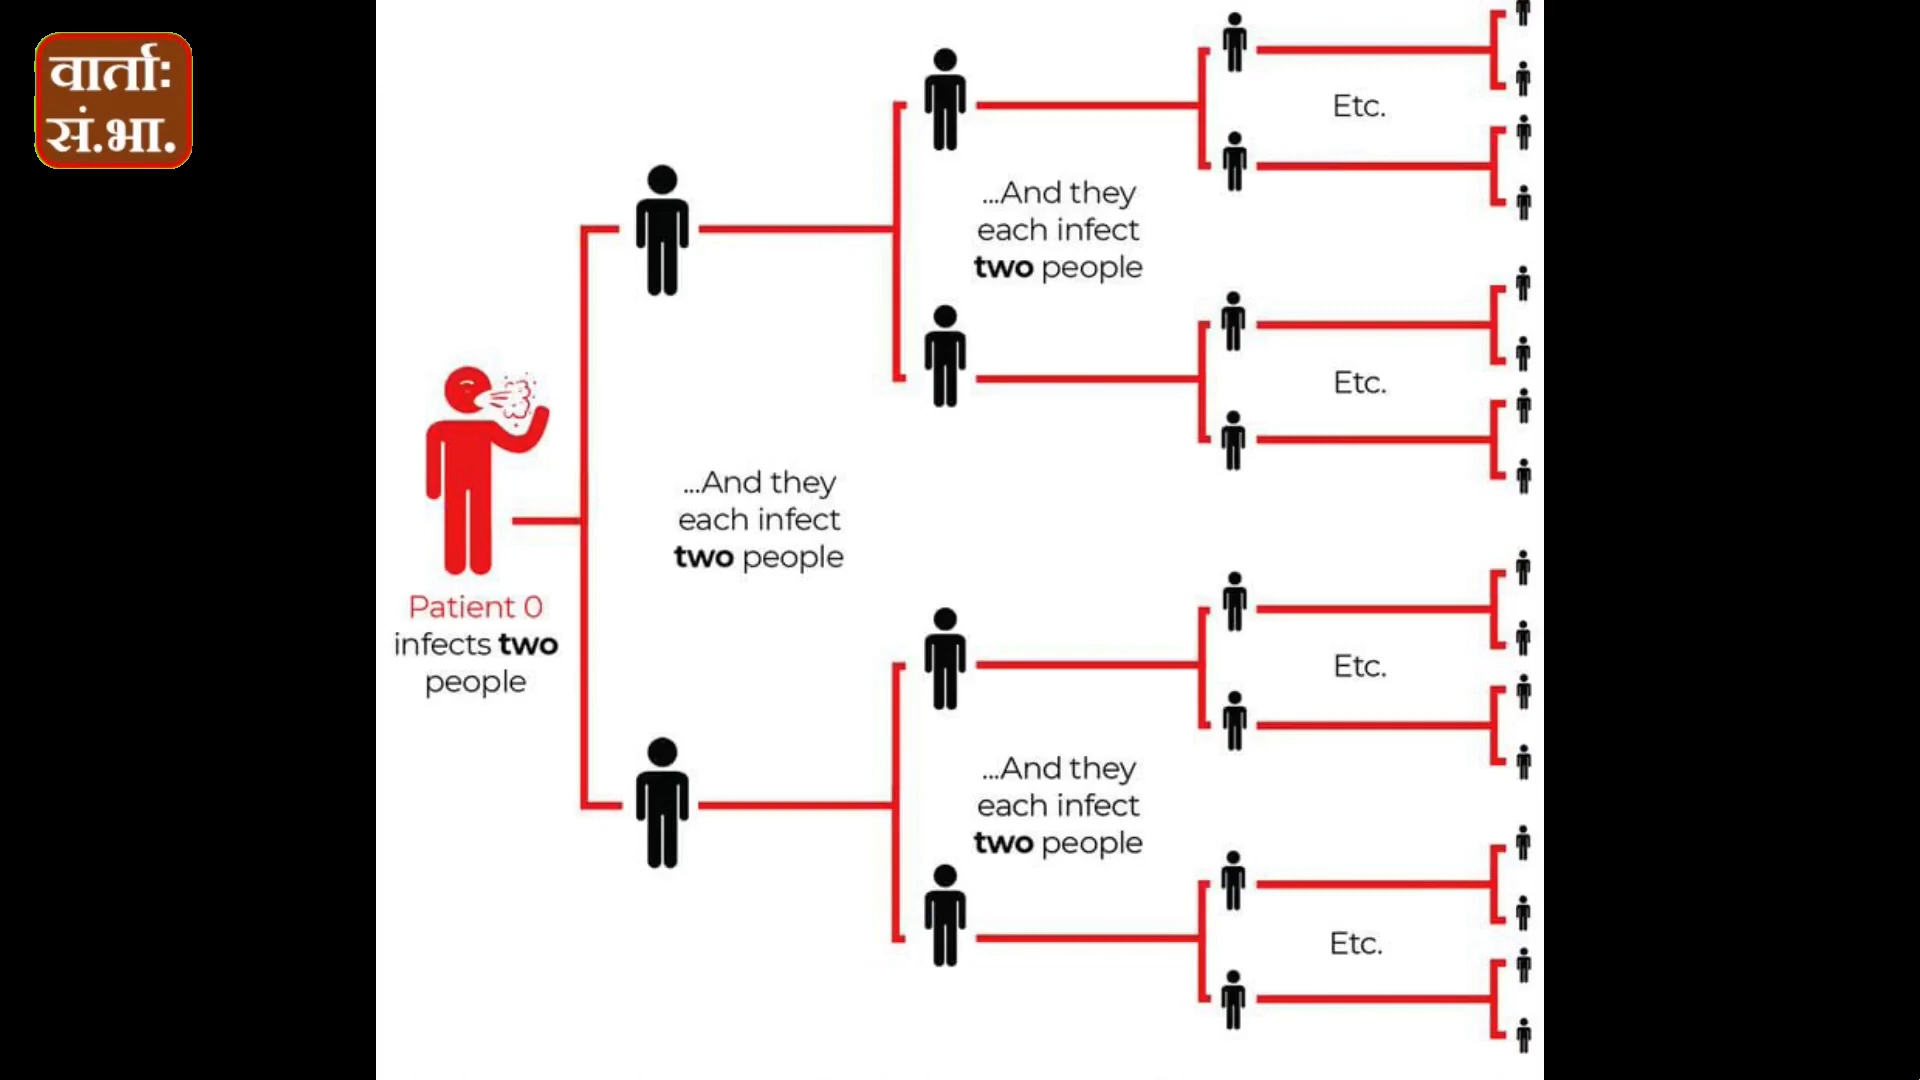 वार्ताः
सं.भा.
Patient 0
infects two
people
...And they
each infect
two people
...And they
each infect
two people
...And they
each infect
two people
Etc.
Etc.
Etc.
Etc.